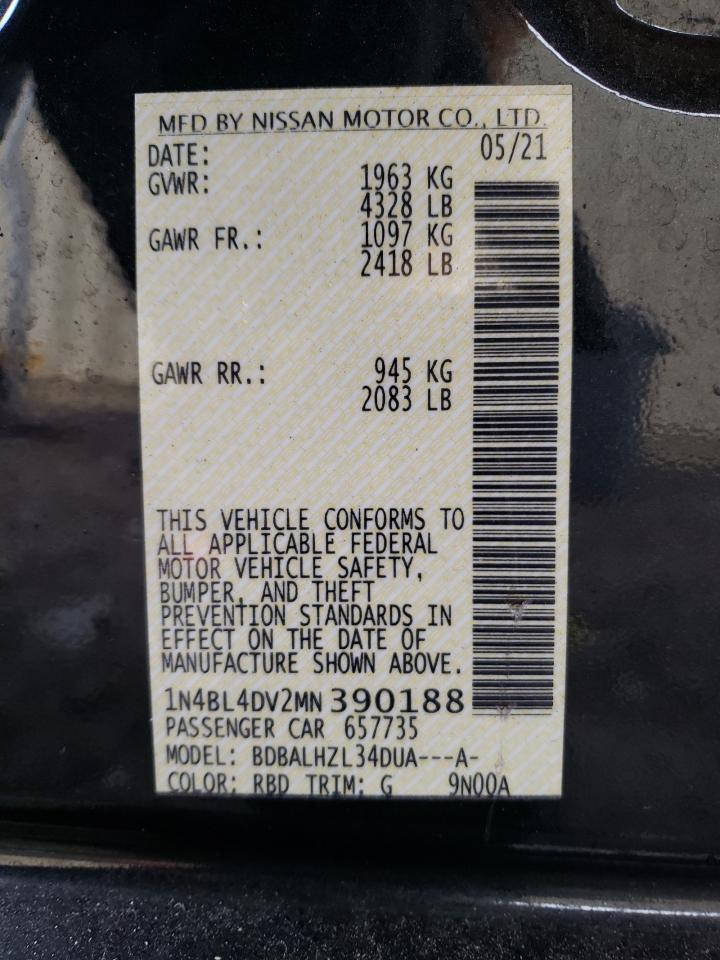 MFD BY NISSAN MOTOR CO., LTD.
DATE: 05/21
GVWR: 1963 KG
4328 LB
GAWR FR.: 1097 KG
2418 LB
GAWR RR.: 945 KG
2083 LB
THIS VEHICLE CONFORMS TO
ALL APPLICABLE FEDERAL
MOTOR VEHICLE SAFETY,
BUMPER, AND THEFT
PREVENTION STANDARDS IN
EFFECT ON THE DATE OF
MANUFACTURE SHOWN ABOVE.
1N4BL4DV2MN390188
PASSENGER CAR 657735
MODEL: BDBALHZL34DUA---A-
COLOR: RBD TRIM: G 9N00A